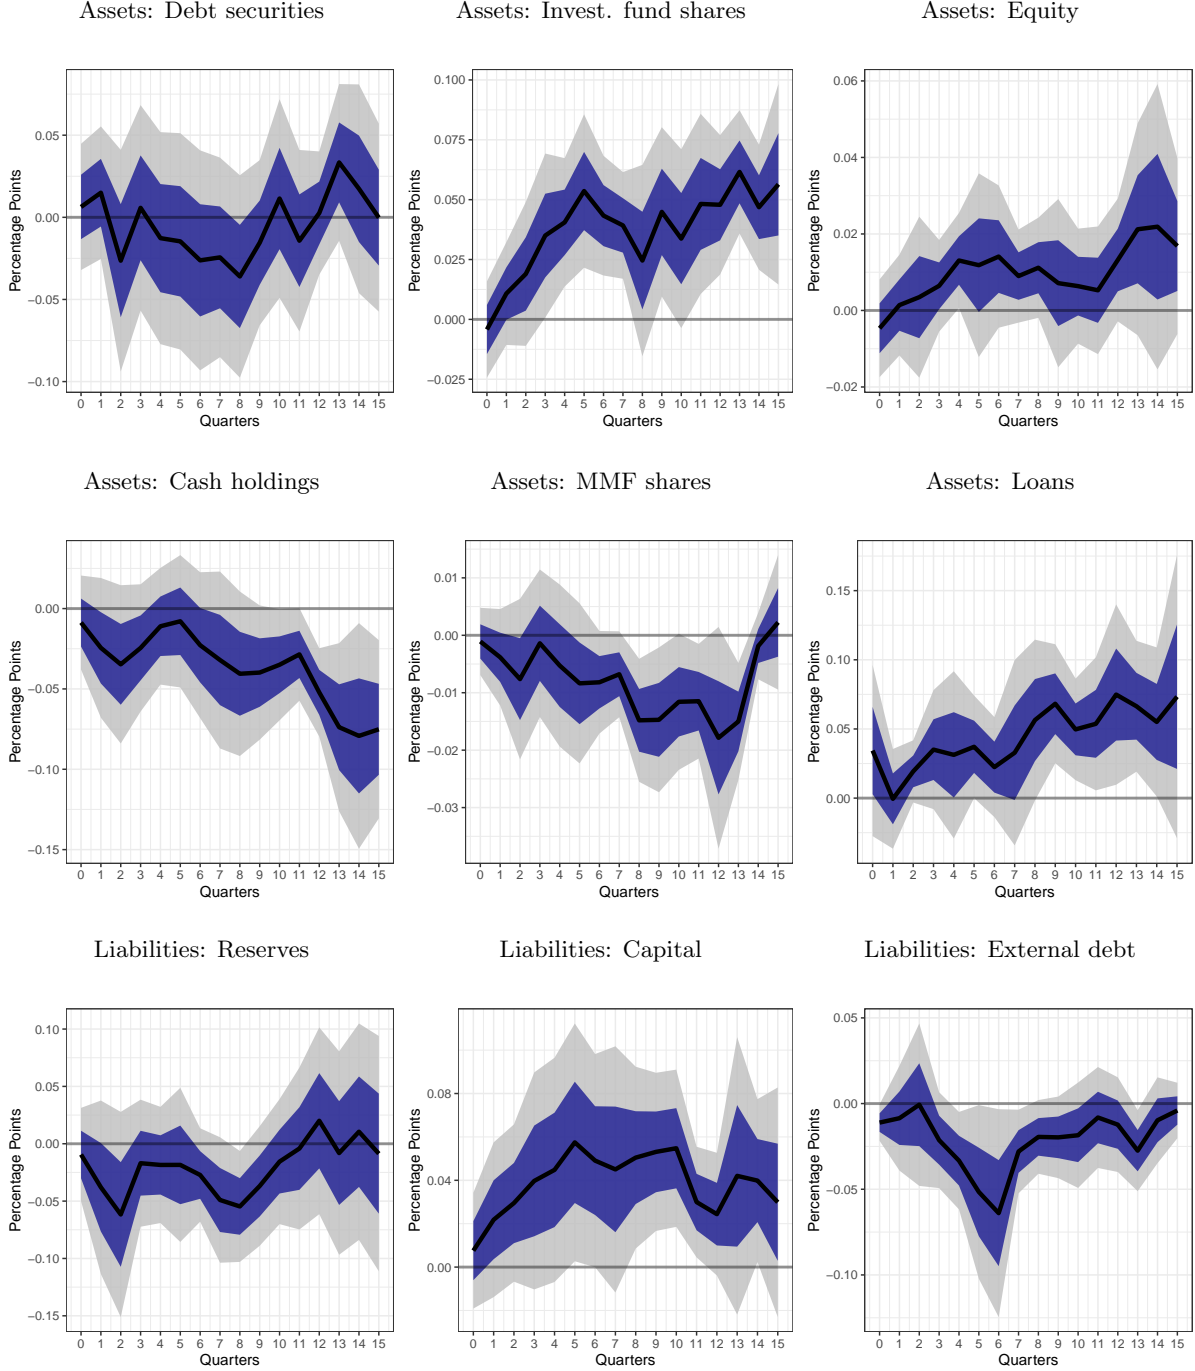 Assets: Debt securities
Assets: Invest. fund shares
Assets: Equity
Percentage Points
0.05
0.00
−0.05
−0.10
0 1 2 3 4 5 6 7 8 9 10 11 12 13 14 15
Quarters
Percentage Points
0.100
0.075
0.050
0.025
0.000
−0.025
0 1 2 3 4 5 6 7 8 9 10 11 12 13 14 15
Quarters
Percentage Points
0.06
0.04
0.02
0.00
−0.02
0 1 2 3 4 5 6 7 8 9 10 11 12 13 14 15
Quarters
Assets: Cash holdings
Assets: MMF shares
Assets: Loans
Percentage Points
0.00
−0.05
−0.10
−0.15
0 1 2 3 4 5 6 7 8 9 10 11 12 13 14 15
Quarters
Percentage Points
0.01
0.00
−0.01
−0.02
−0.03
0 1 2 3 4 5 6 7 8 9 10 11 12 13 14 15
Quarters
Percentage Points
0.15
0.10
0.05
0.00
0 1 2 3 4 5 6 7 8 9 10 11 12 13 14 15
Quarters
Liabilities: Reserves
Liabilities: Capital
Liabilities: External debt
Percentage Points
0.10
0.05
0.00
−0.05
−0.10
−0.15
0 1 2 3 4 5 6 7 8 9 10 11 12 13 14 15
Quarters
Percentage Points
0.08
0.04
0.00
0 1 2 3 4 5 6 7 8 9 10 11 12 13 14 15
Quarters
Percentage Points
0.05
0.00
−0.05
−0.10
0 1 2 3 4 5 6 7 8 9 10 11 12 13 14 15
Quarters